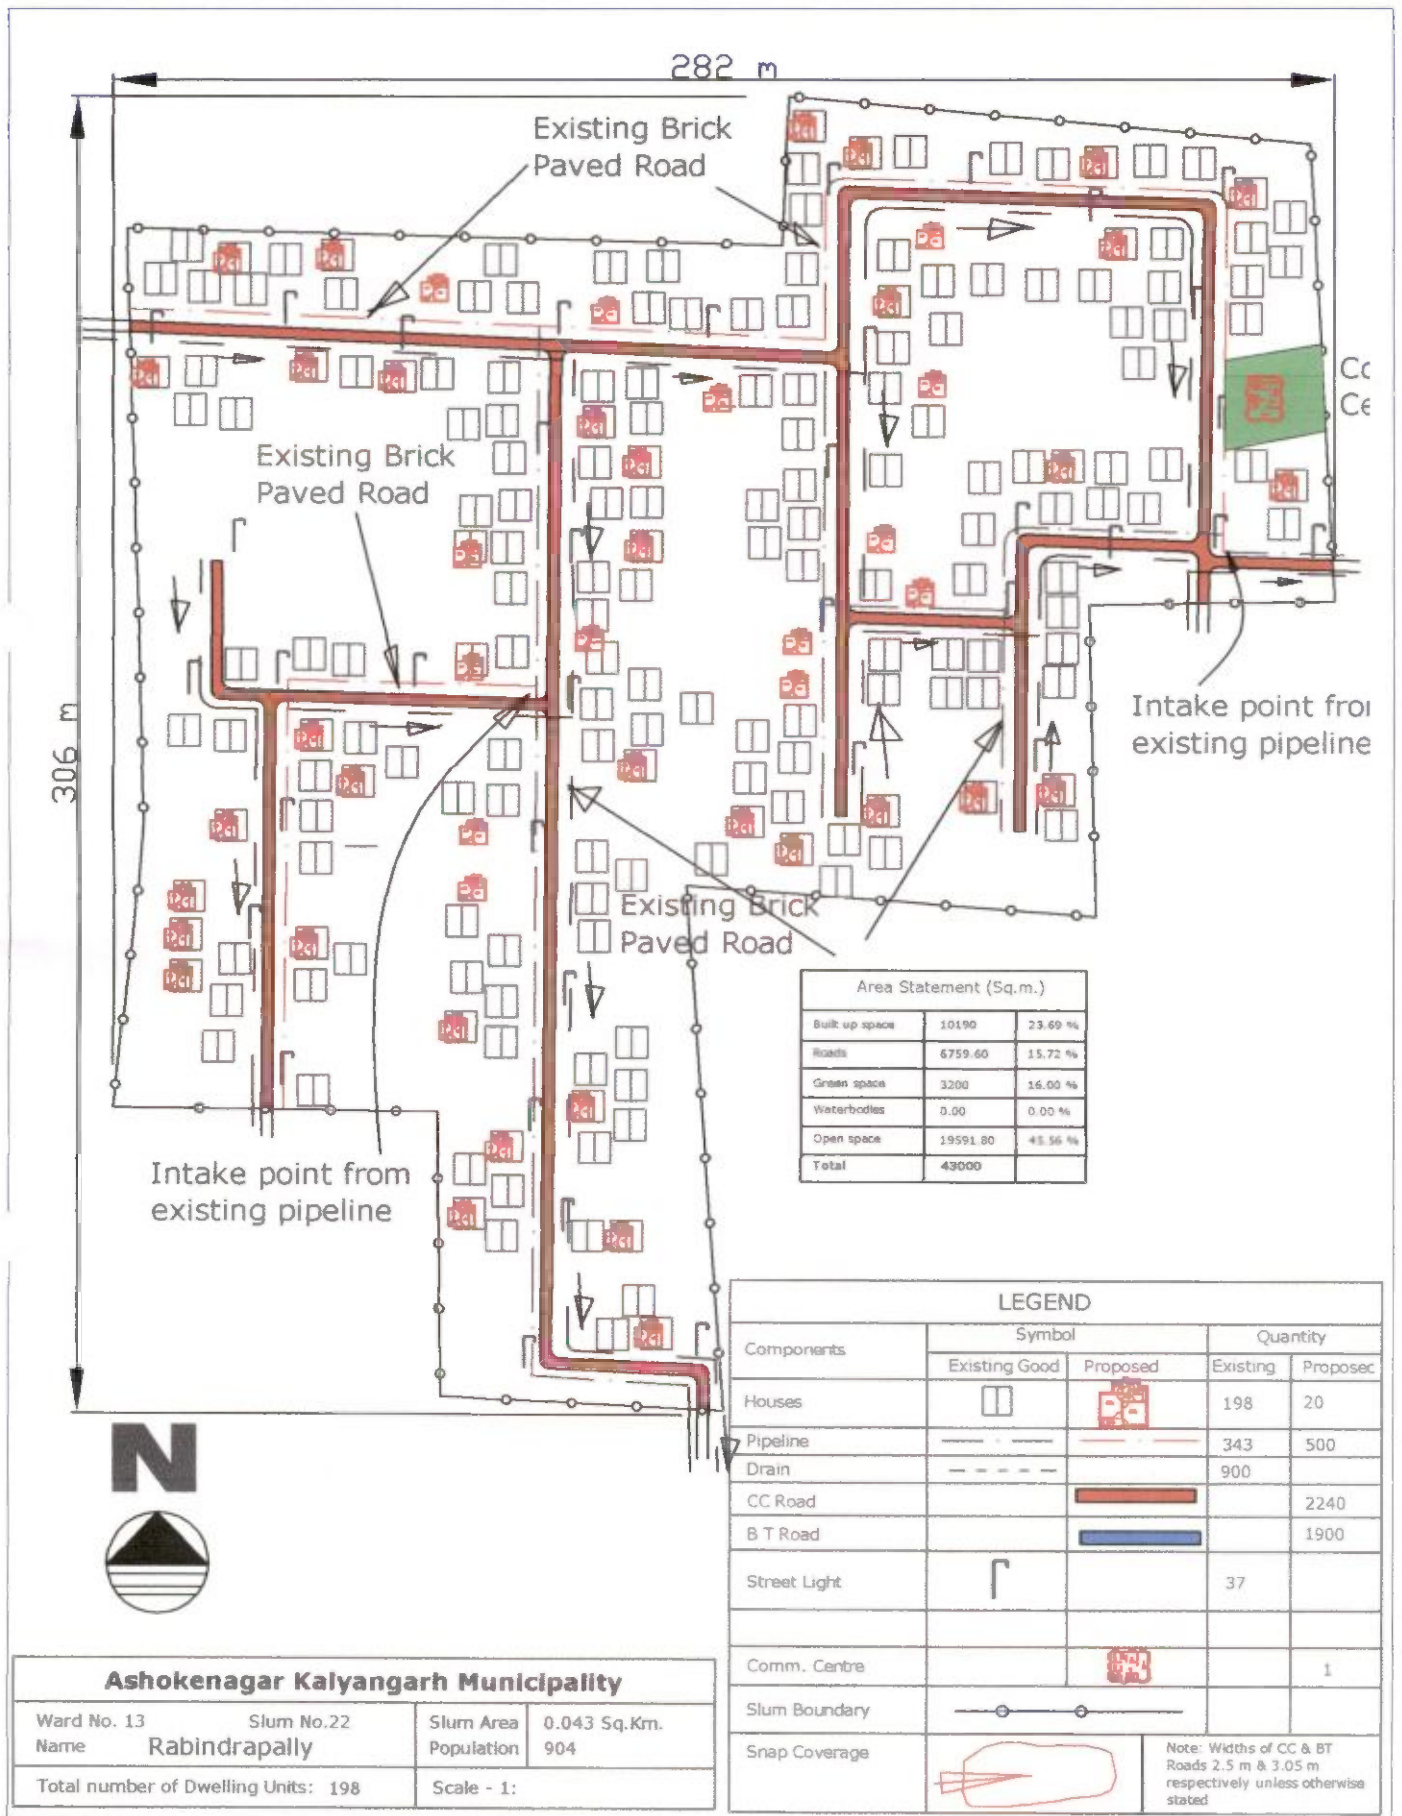 282 m
Existing Brick
Paved Road
Existing Brick
Paved Road
306 m
Intake point from
existing pipeline
Existing Brick
Paved Road
Intake point from
existing pipeline
Area Statement (Sq.m.)
Built up space 10190 23.69 %
Roads 6759.60 15.72 %
Green space 3200 16.00 %
Waterbodies 0.00 0.00 %
Open space 19591.80 45.56 %
Total 43000
LEGEND
Components Symbol Quantity
Existing Good Proposed Existing Proposec
Houses 198 20
Pipeline 343 500
Drain 900
CC Road 2240
B T Road 1900
Street Light 37
Comm. Centre 1
Slum Boundary
Snap Coverage
Note: Widths of CC & BT
Roads 2.5 m & 3.05 m
respectively unless otherwise
stated
N
Ashokenagar Kalyangarh Municipality
Ward No. 13 Slum No.22 Slum Area 0.043 Sq.Km.
Name Rabindrapally Population 904
Total number of Dwelling Units: 198 Scale - 1: